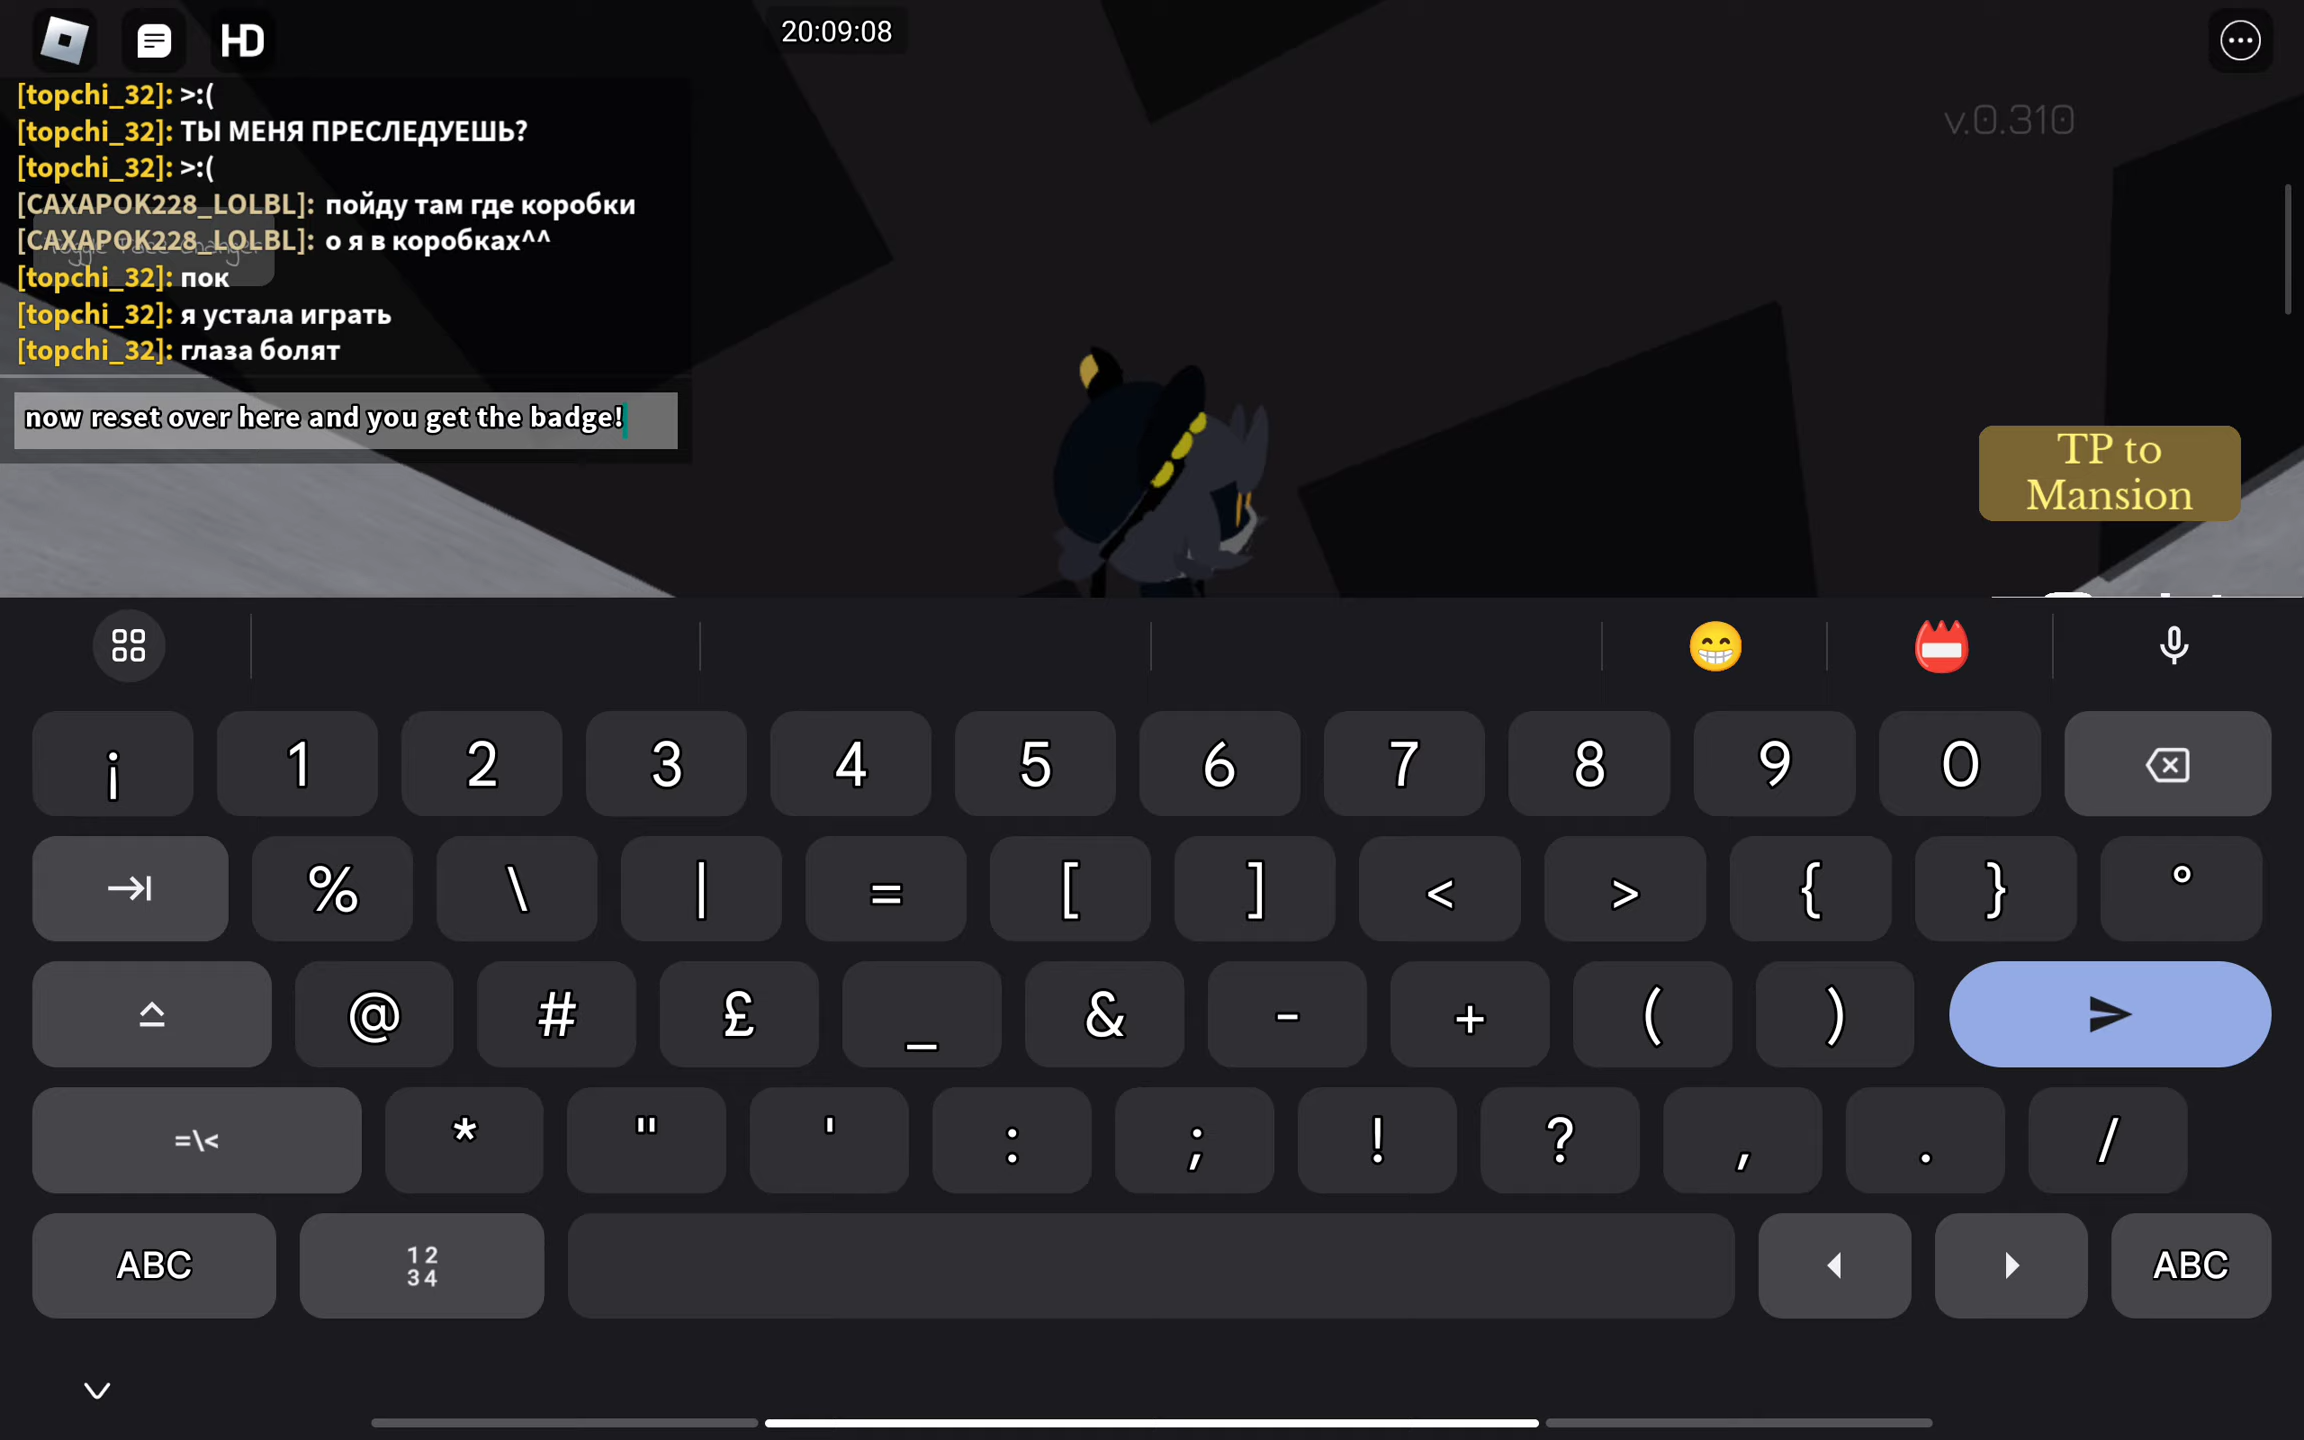 HD
20:09:08
v.0.310
[topchi_32]: >:(
[topchi_32]: ТЫ МЕНЯ ПРЕСЛЕДУЕШЬ?
[topchi_32]: >:(
[CAXAPOK228_LOLBL]: пойду там где коробки
[CAXAPOK228_LOLBL]: о я в коробках^^
[topchi_32]: пок
[topchi_32]: я устала играть
[topchi_32]: глаза болят
now reset over here and you get the badge!
TP to
Mansion
¡ 1 2 3 4 5 6 7 8 9 0
% \ | = [ ] < > { } °
@ # £ _ & - + ( )
=\< * " ' : ; ! ? , . /
ABC 12 ABC
34